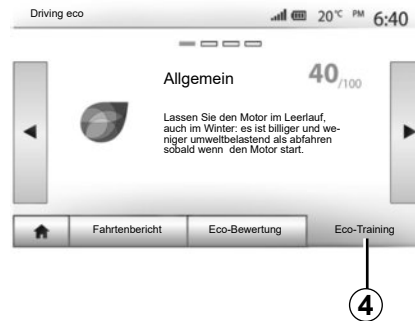 Driving eco
20°C PM 6:40
Allgemein
40/100
Lassen Sie den Motor im Leerlauf,
auch im Winter: es ist billiger und we-
niger umweltbelastend als abfahren
sobald wenn den Motor start.
Fahrtenbericht
Eco-Bewertung
Eco-Training
4